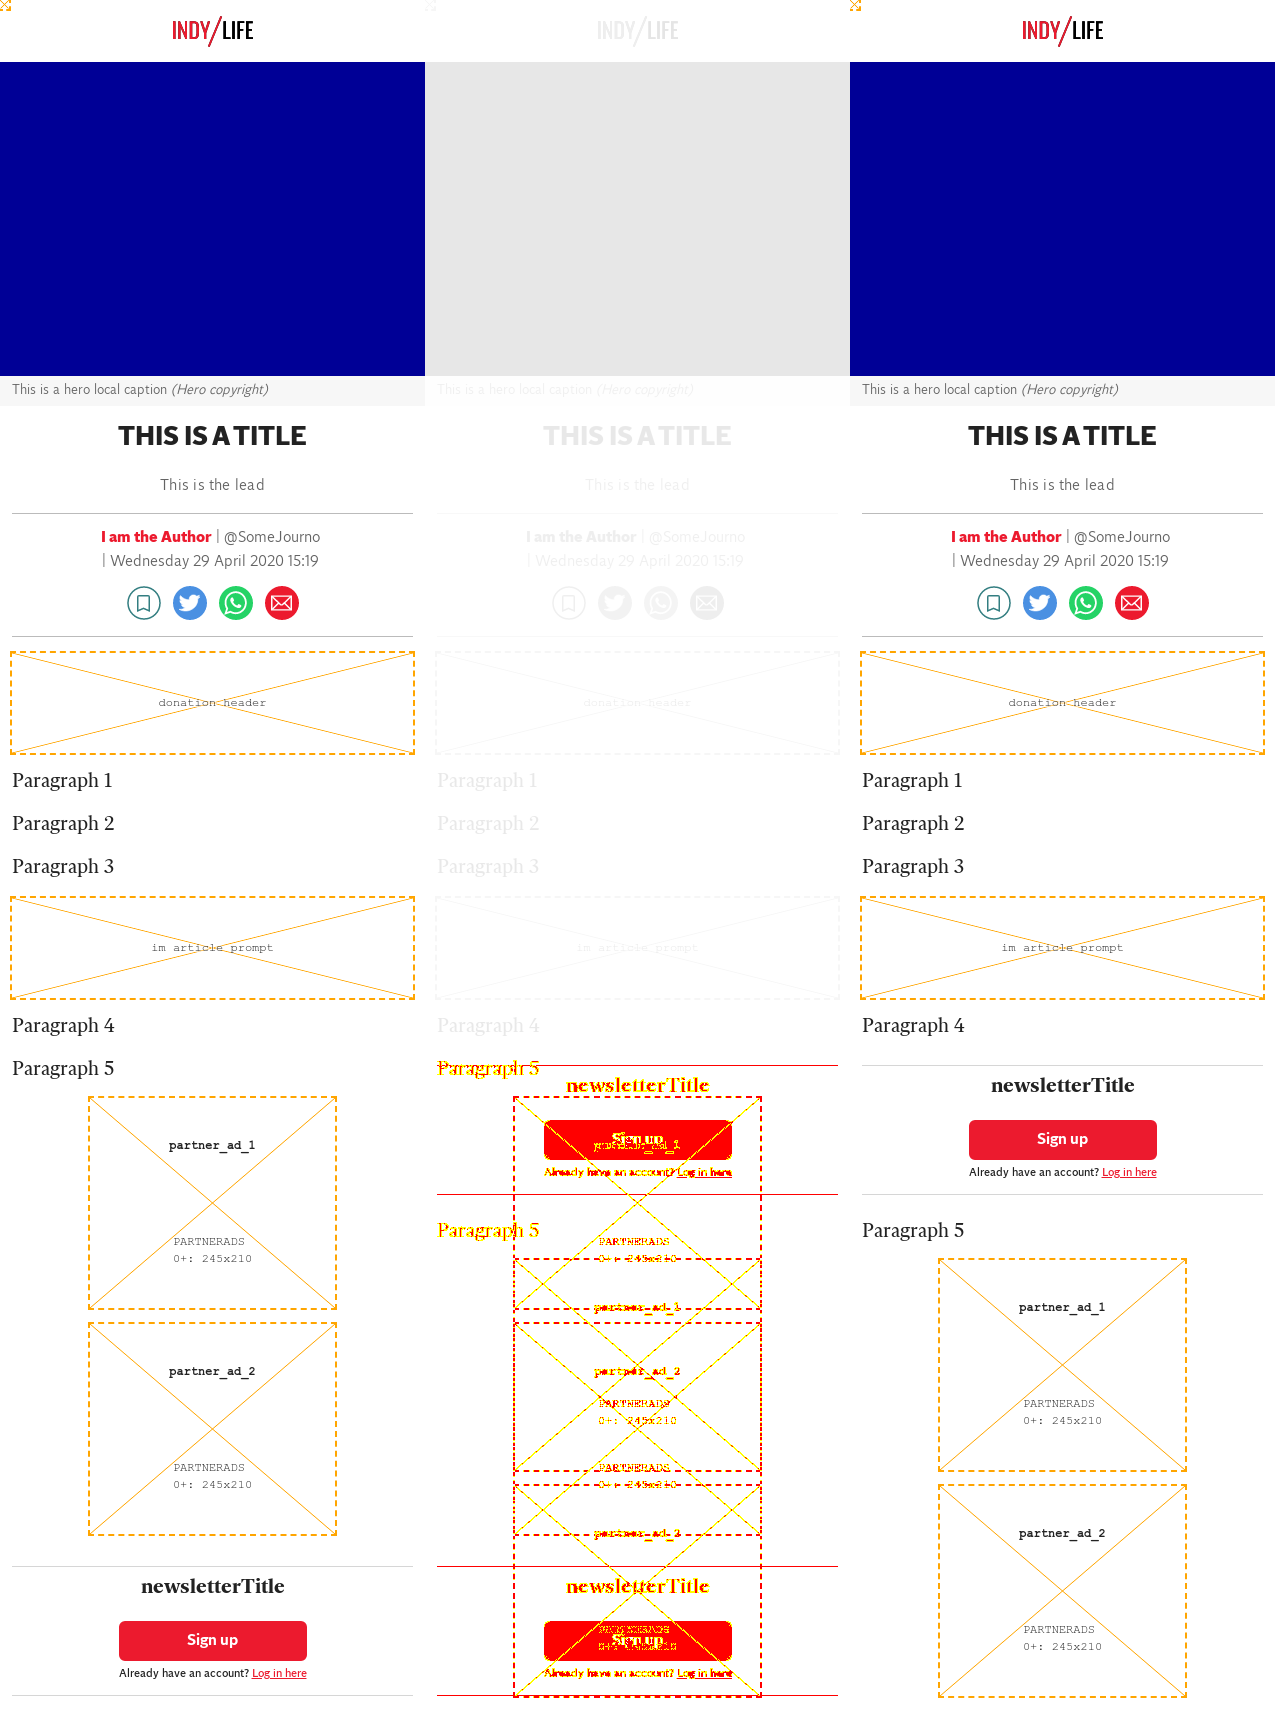 INDY/LIFE
This is a hero local caption (Hero copyright)
THIS IS A TITLE
This is the lead
I am the Author | @SomeJourno
| Wednesday 29 April 2020 15:19
donation header
Paragraph 1
Paragraph 2
Paragraph 3
im article prompt
Paragraph 4
Paragraph 5
partner_ad_1
PARTNERADS
0+: 245x210
partner_ad_2
PARTNERADS
0+: 245x210
newsletterTitle
Sign up
Already have an account? Log in here
INDY/LIFE
This is a hero local caption (Hero copyright)
THIS IS A TITLE
This is the lead
I am the Author | @SomeJourno
| Wednesday 29 April 2020 15:19
donation header
Paragraph 1
Paragraph 2
Paragraph 3
im article prompt
Paragraph 4
Paragraph 5
newsletterTitle
Sign up
partner_ad_1
Already have an account? Log in here
Paragraph 5
PARTNERADS
0+: 245x210
partner_ad_1
partner_ad_2
PARTNERADS
0+: 245x210
PARTNERADS
0+: 245x210
partner_ad_2
newsletterTitle
PARTNERADS
Sign up
0+: 245x210
Already have an account? Log in here
INDY/LIFE
This is a hero local caption (Hero copyright)
THIS IS A TITLE
This is the lead
I am the Author | @SomeJourno
| Wednesday 29 April 2020 15:19
donation header
Paragraph 1
Paragraph 2
Paragraph 3
im article prompt
Paragraph 4
newsletterTitle
Sign up
Already have an account? Log in here
Paragraph 5
partner_ad_1
PARTNERADS
0+: 245x210
partner_ad_2
PARTNERADS
0+: 245x210